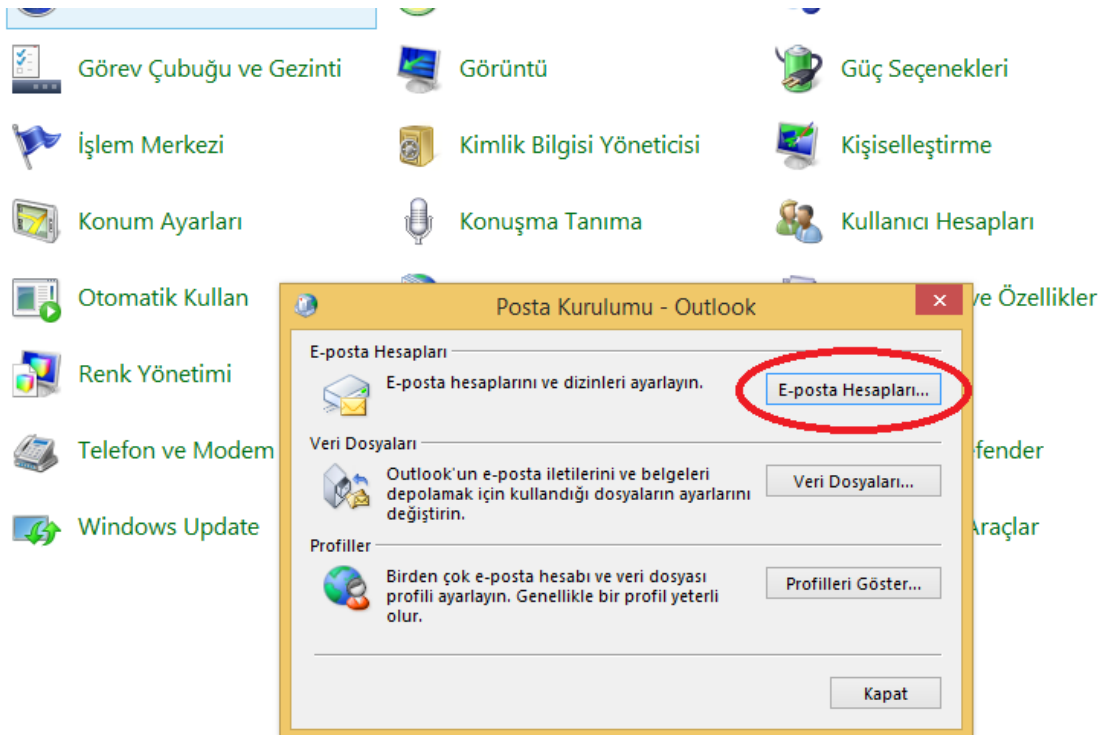 Görev Çubuğu ve Gezinti
Görüntü
Güç Seçenekleri
İşlem Merkezi
Kimlik Bilgisi Yöneticisi
Kişiselleştirme
Konum Ayarları
Konuşma Tanıma
Kullanıcı Hesapları
Otomatik Kullan
ve Özellikler
Renk Yönetimi
Telefon ve Modem
fender
Windows Update
Araçlar
Posta Kurulumu - Outlook
E-posta Hesapları
E-posta hesaplarını ve dizinleri ayarlayın.
E-posta Hesapları...
Veri Dosyaları
Outlook'un e-posta iletilerini ve belgeleri
depolamak için kullandığı dosyaların ayarlarını
değiştirin.
Veri Dosyaları...
Profiller
Birden çok e-posta hesabı ve veri dosyası
profili ayarlayın. Genellikle bir profil yeterli
olur.
Profilleri Göster...
Kapat